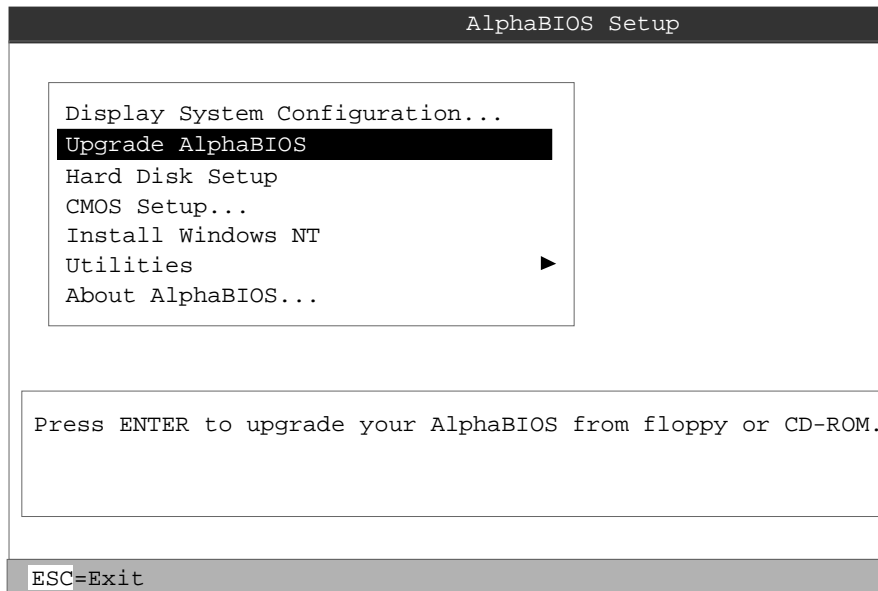 AlphaBIOS Setup
Display System Configuration...
Upgrade AlphaBIOS
Hard Disk Setup
CMOS Setup...
Install Windows NT
Utilities
About AlphaBIOS...
Press ENTER to upgrade your AlphaBIOS from floppy or CD-ROM.
ESC=Exit